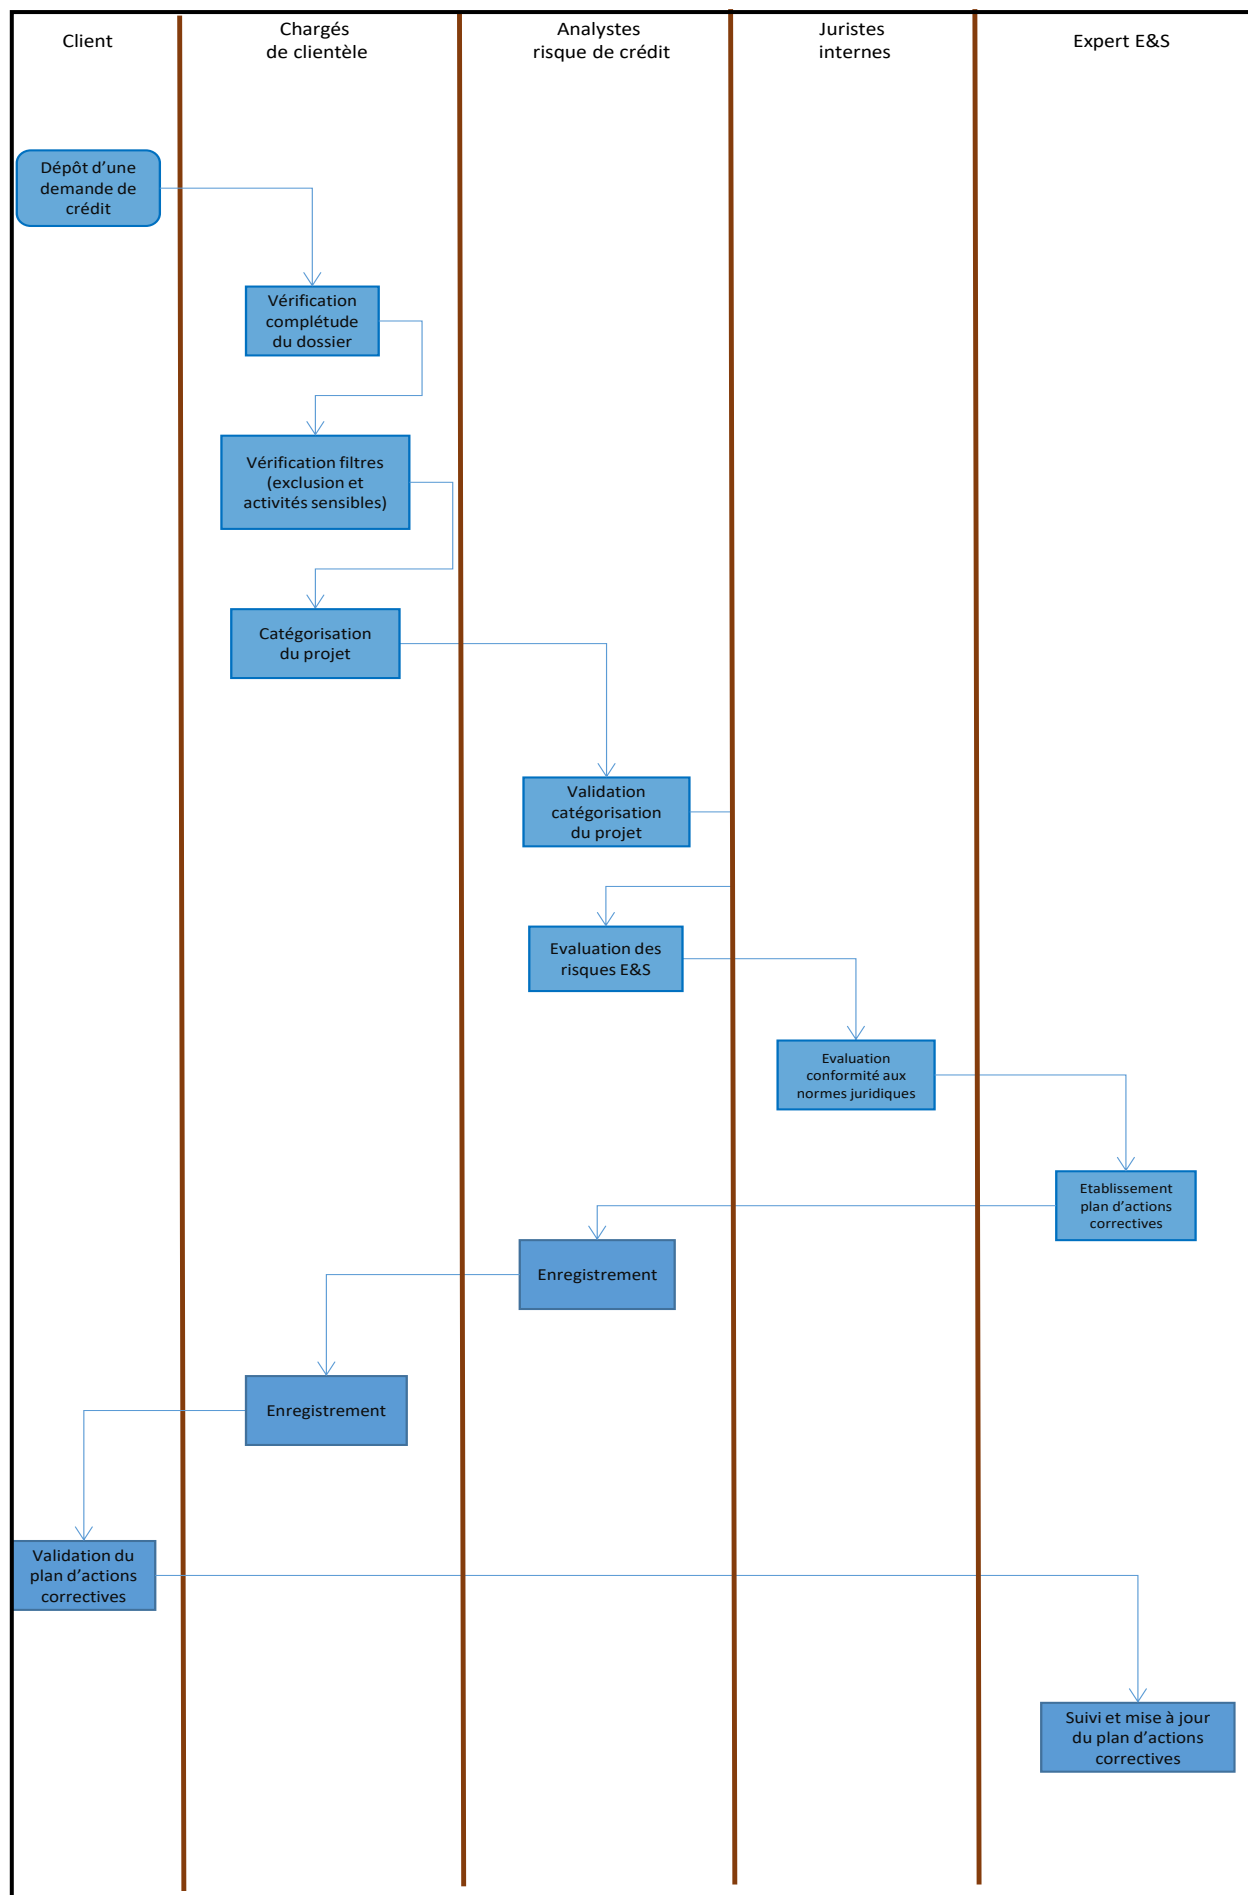 Client
Chargés
de clientèle
Analystes
risque de crédit
Juristes
internes
Expert E&S
Dépôt d’une
demande de
crédit
Vérification
complétude
du dossier
Vérification filtres
(exclusion et
activités sensibles)
Catégorisation
du projet
Validation
catégorisation
du projet
Evaluation des
risques E&S
Evaluation
conformité aux
normes juridiques
Etablissement
plan d’actions
correctives
Enregistrement
Enregistrement
Validation du
plan d’actions
correctives
Suivi et mise à jour
du plan d’actions
correctives